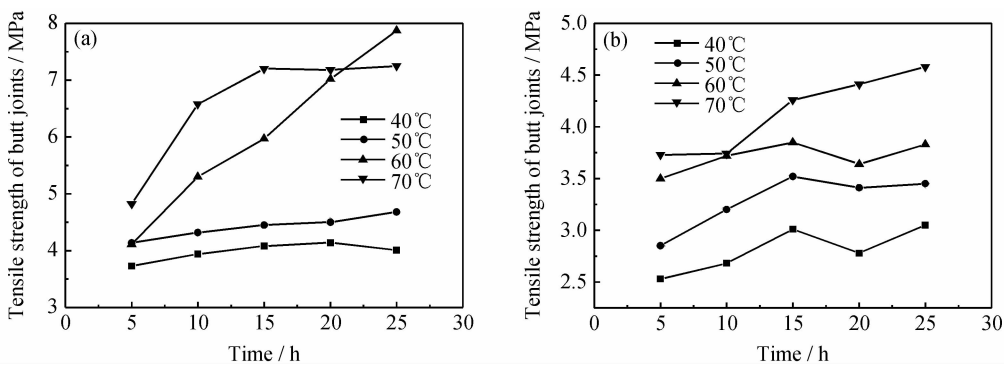 (a)
Tensile strength of butt joints / MPa
8
7
6
5
4
3
40℃
50℃
60℃
70℃
0 5 10 15 20 25 30
Time / h
(b)
Tensile strength of butt joints / MPa
5.0
4.5
4.0
3.5
3.0
2.5
40℃
50℃
60℃
70℃
0 5 10 15 20 25 30
Time / h